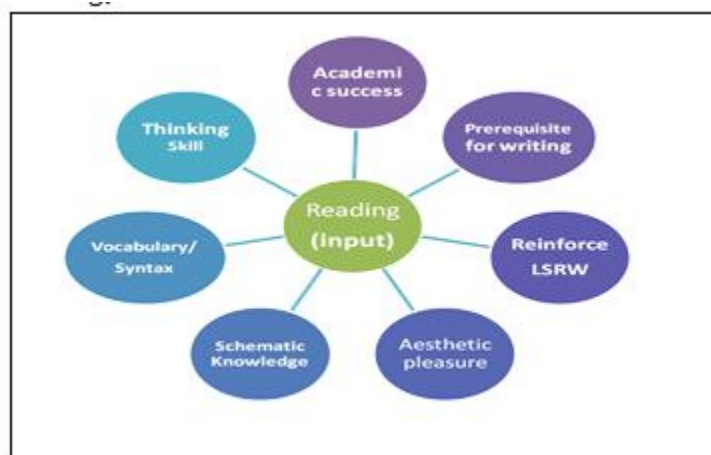 Academi
c success
Prerequisite
for writing
Reinforce
LSRW
Aesthetic
pleasure
Schematic
Knowledge
Vocabulary/
Syntax
Thinking
Skill
Reading
(input)